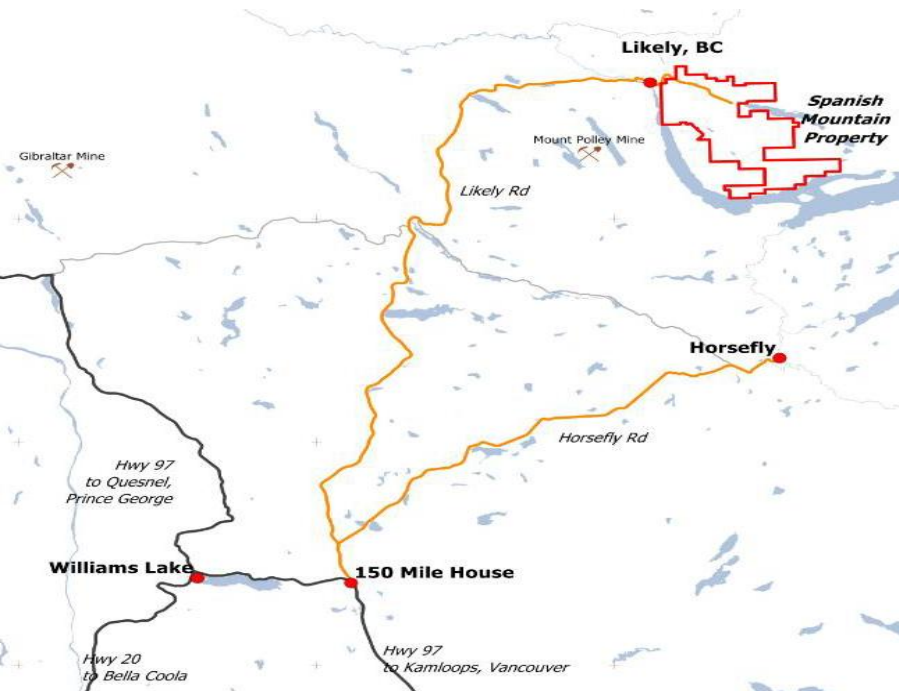 Likely, BC
Spanish
Mountain
Property
Mount Polley Mine
Gibraltar Mine
Likely Rd
Horsefly
Horsefly Rd
Hwy 97
to Quesnel,
Prince George
Williams Lake
150 Mile House
Hwy 20
to Bella Coola
Hwy 97
to Kamloops, Vancouver